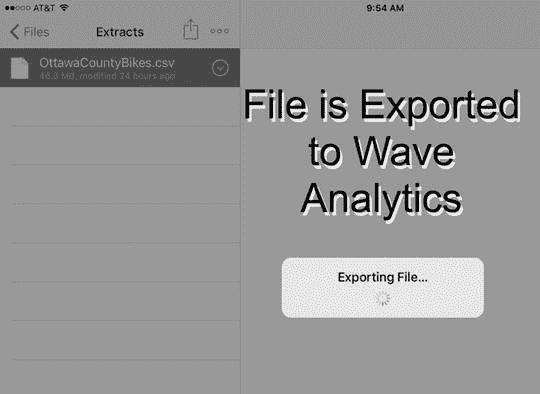 AT&T 9:54 AM
Files Extracts
OttawaCountyBikes.csv
46.3 MB, modified 24 hours ago
File is Exported
to Wave
Analytics
Exporting File...